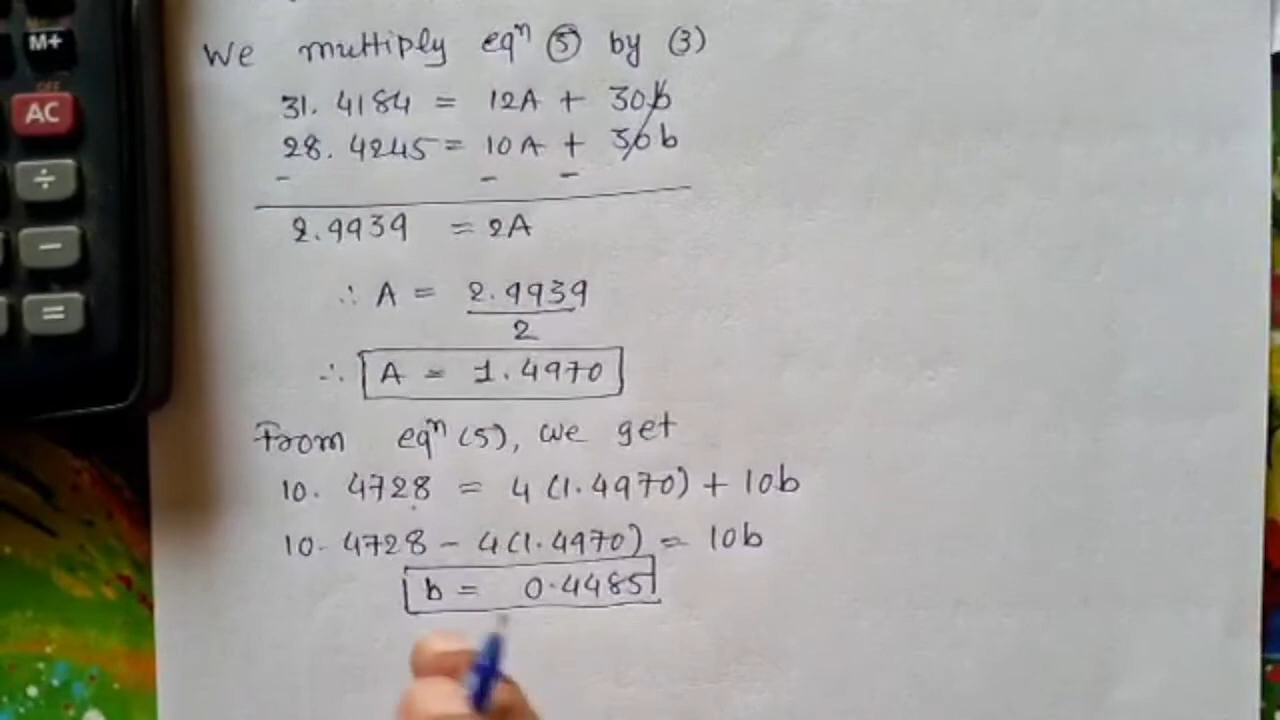 M+
OFF
AC
÷
−
=
We multiply eqⁿ ⑤ by (3)
31.4184 = 12A + 30b
28.4245 = 10A + 30b
- - -
2.9939 = 2A
∴ A = 2.9939
2
∴ A = 1.4970
From eqⁿ (5), we get
10.4728 = 4(1.4970) + 10b
10.4728 - 4(1.4970) = 10b
b = 0.4485